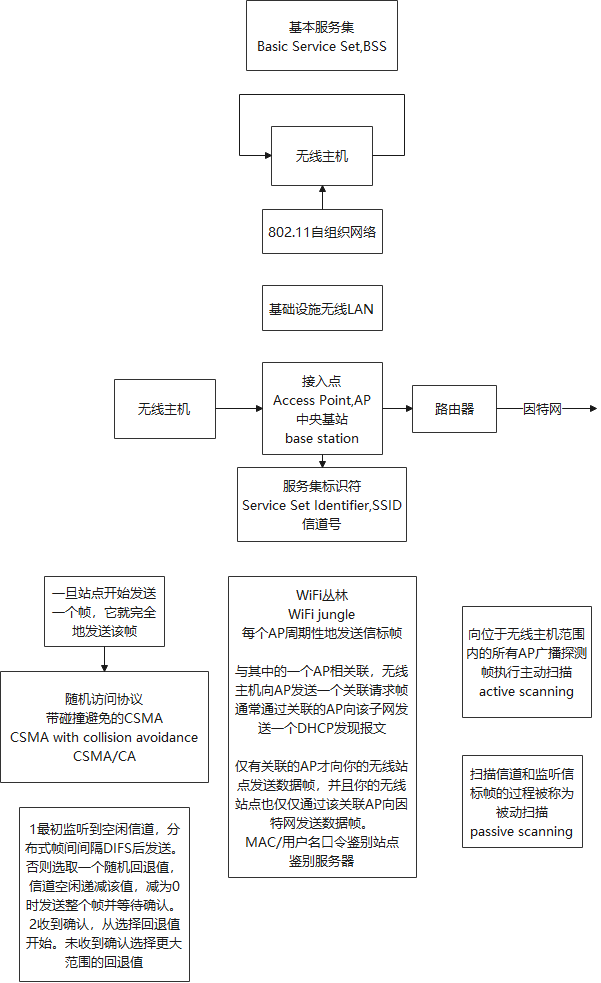 基本服务集
Basic Service Set,BSS
无线主机
802.11自组织网络
基础设施无线LAN
无线主机
接入点
Access Point,AP
中央基站
base station
路由器
因特网
服务集标识符
Service Set Identifier,SSID
信道号
一旦站点开始发送
一个帧，它就完全
地发送该帧
随机访问协议
带碰撞避免的CSMA
CSMA with collision avoidance
CSMA/CA
1最初监听到空闲信道，分
布式帧间间隔DIFS后发送。
否则选取一个随机回退值，
信道空闲递减该值，减为0
时发送整个帧并等待确认。
2收到确认，从选择回退值
开始。未收到确认选择更大
范围的回退值
WiFi丛林
WiFi jungle
每个AP周期性地发送信标帧
与其中的一个AP相关联，无线
主机向AP发送一个关联请求帧
通常通过关联的AP向该子网发
送一个DHCP发现报文
仅有关联的AP才向你的无线站
点发送数据帧，并且你的无线
站点也仅仅通过该关联AP向因
特网发送数据帧。
MAC/用户名口令鉴别站点
鉴别服务器
向位于无线主机范围
内的所有AP广播探测
帧执行主动扫描
active scanning
扫描信道和监听信
标帧的过程被称为
被动扫描
passive scanning